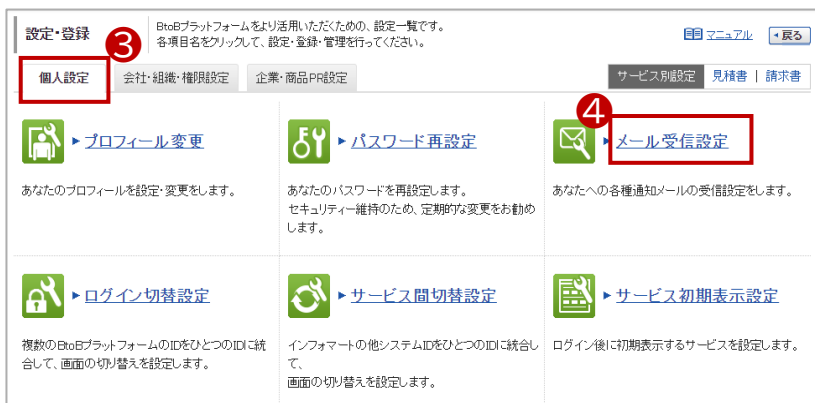 設定・登録
BtoBプラットフォームをより活用いただくための、設定一覧です。
各項目名をクリックして、設定・登録・管理を行ってください。
マニュアル
戻る
3
個人設定
会社・組織・権限設定
企業・商品PR設定
サービス別設定
見積書 | 請求書
4
プロフィール変更
パスワード再設定
メール受信設定
あなたのプロフィールを設定・変更をします。
あなたのパスワードを再設定します。
セキュリティー維持のため、定期的な変更をお勧め
します。
あなたへの各種通知メールの受信設定をします。
ログイン切替設定
サービス間切替設定
サービス初期表示設定
複数のBtoBプラットフォームのIDをひとつのIDに統
合して、画面の切り替えを設定します。
インフォマートの他システムIDをひとつのIDに統合し
て、
画面の切り替えを設定します。
ログイン後に初期表示するサービスを設定します。